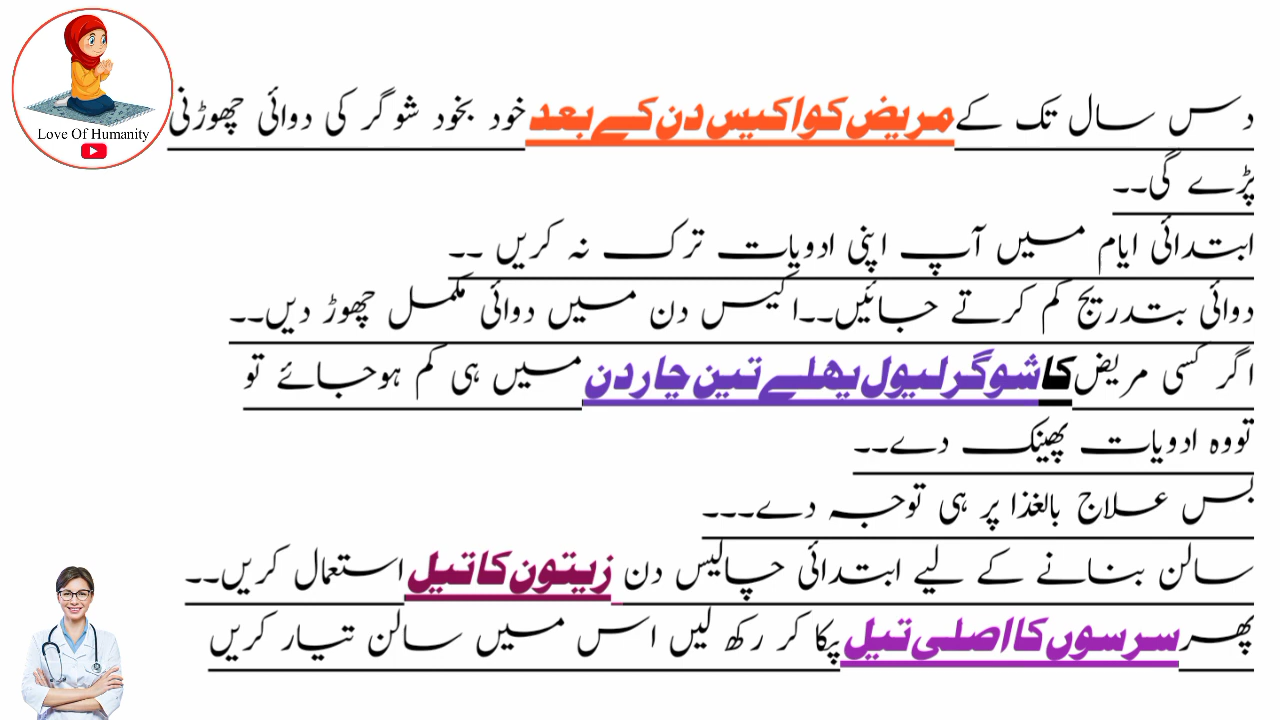 Love Of Humanity
دس سال تک کے مریض کو اکیس دن کے بعد خود بخود شوگر کی دوائی چھوڑنی
پڑے گی۔۔
ابتدائی ایام میں آپ اپنی ادویات ترک نہ کریں ۔۔
دوائی بتدریج کم کرتے جائیں۔۔اکیس دن میں دوائی مکمل چھوڑ دیں۔۔
اگر کسی مریض کا شوگر لیول پہلے تین چار دن میں ہی کم ہوجائے تو
تووہ ادویات پھینک دے۔۔
بس علاج بالغذا پر ہی توجہ دے۔۔۔
سالن بنانے کے لیے ابتدائی چالیس دن زیتون کا تیل استعمال کریں۔۔
پھر سرسوں کا اصلی تیل پکا کر رکھ لیں اس میں سالن تیار کریں